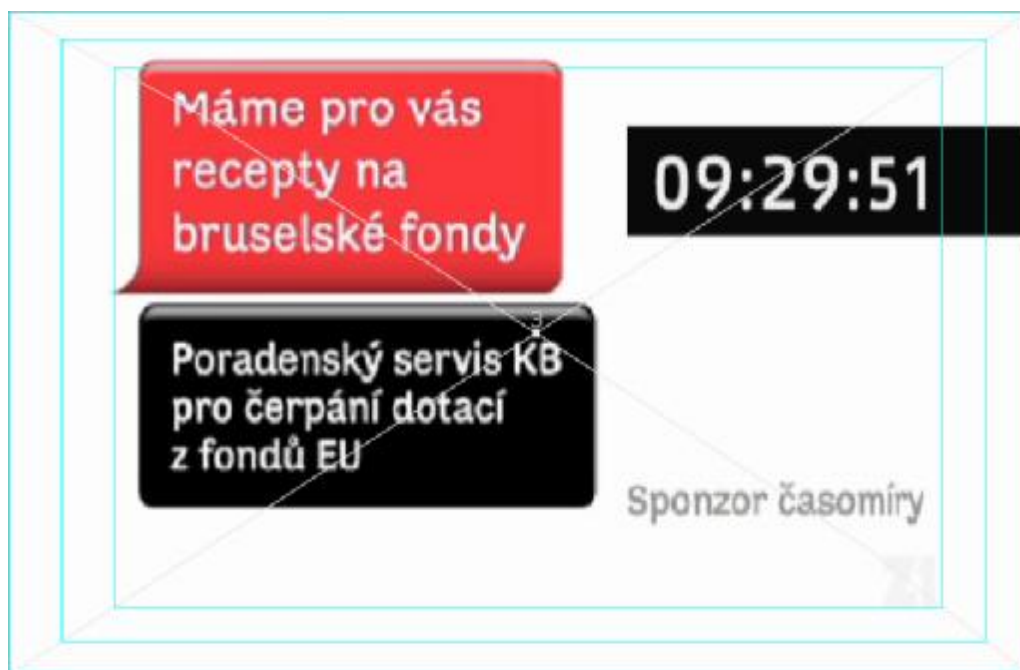 Máme pro vás
recepty na
bruselské fondy
09:29:51
3
Poradenský servis KB
pro čerpání dotací
z fondů EU
Sponzor časomíry